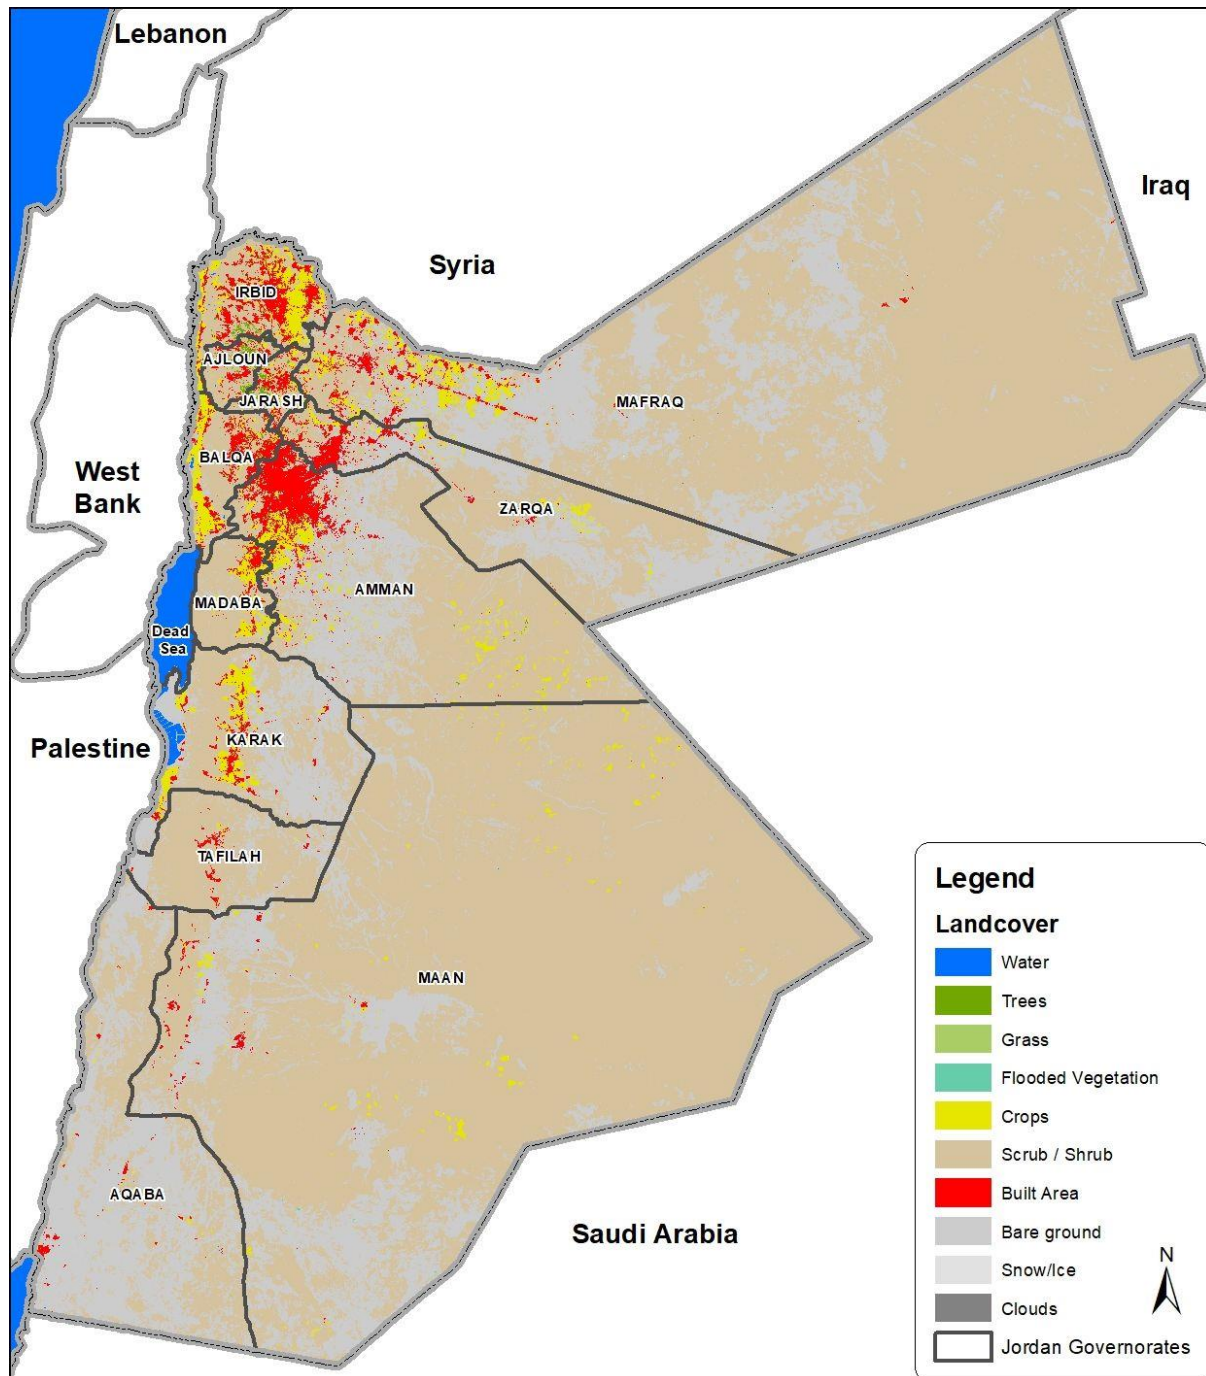 Lebanon
Iraq
Syria
IRBID
AJLOUN
JARASH
MAFRAQ
BALQA
West
Bank
ZARQA
AMMAN
MADABA
Dead
Sea
KARAK
Palestine
TAFILAH
MAAN
AQABA
Saudi Arabia
Legend
Landcover
Water
Trees
Grass
Flooded Vegetation
Crops
Scrub / Shrub
Built Area
Bare ground
Snow/Ice
Clouds
Jordan Governorates
N